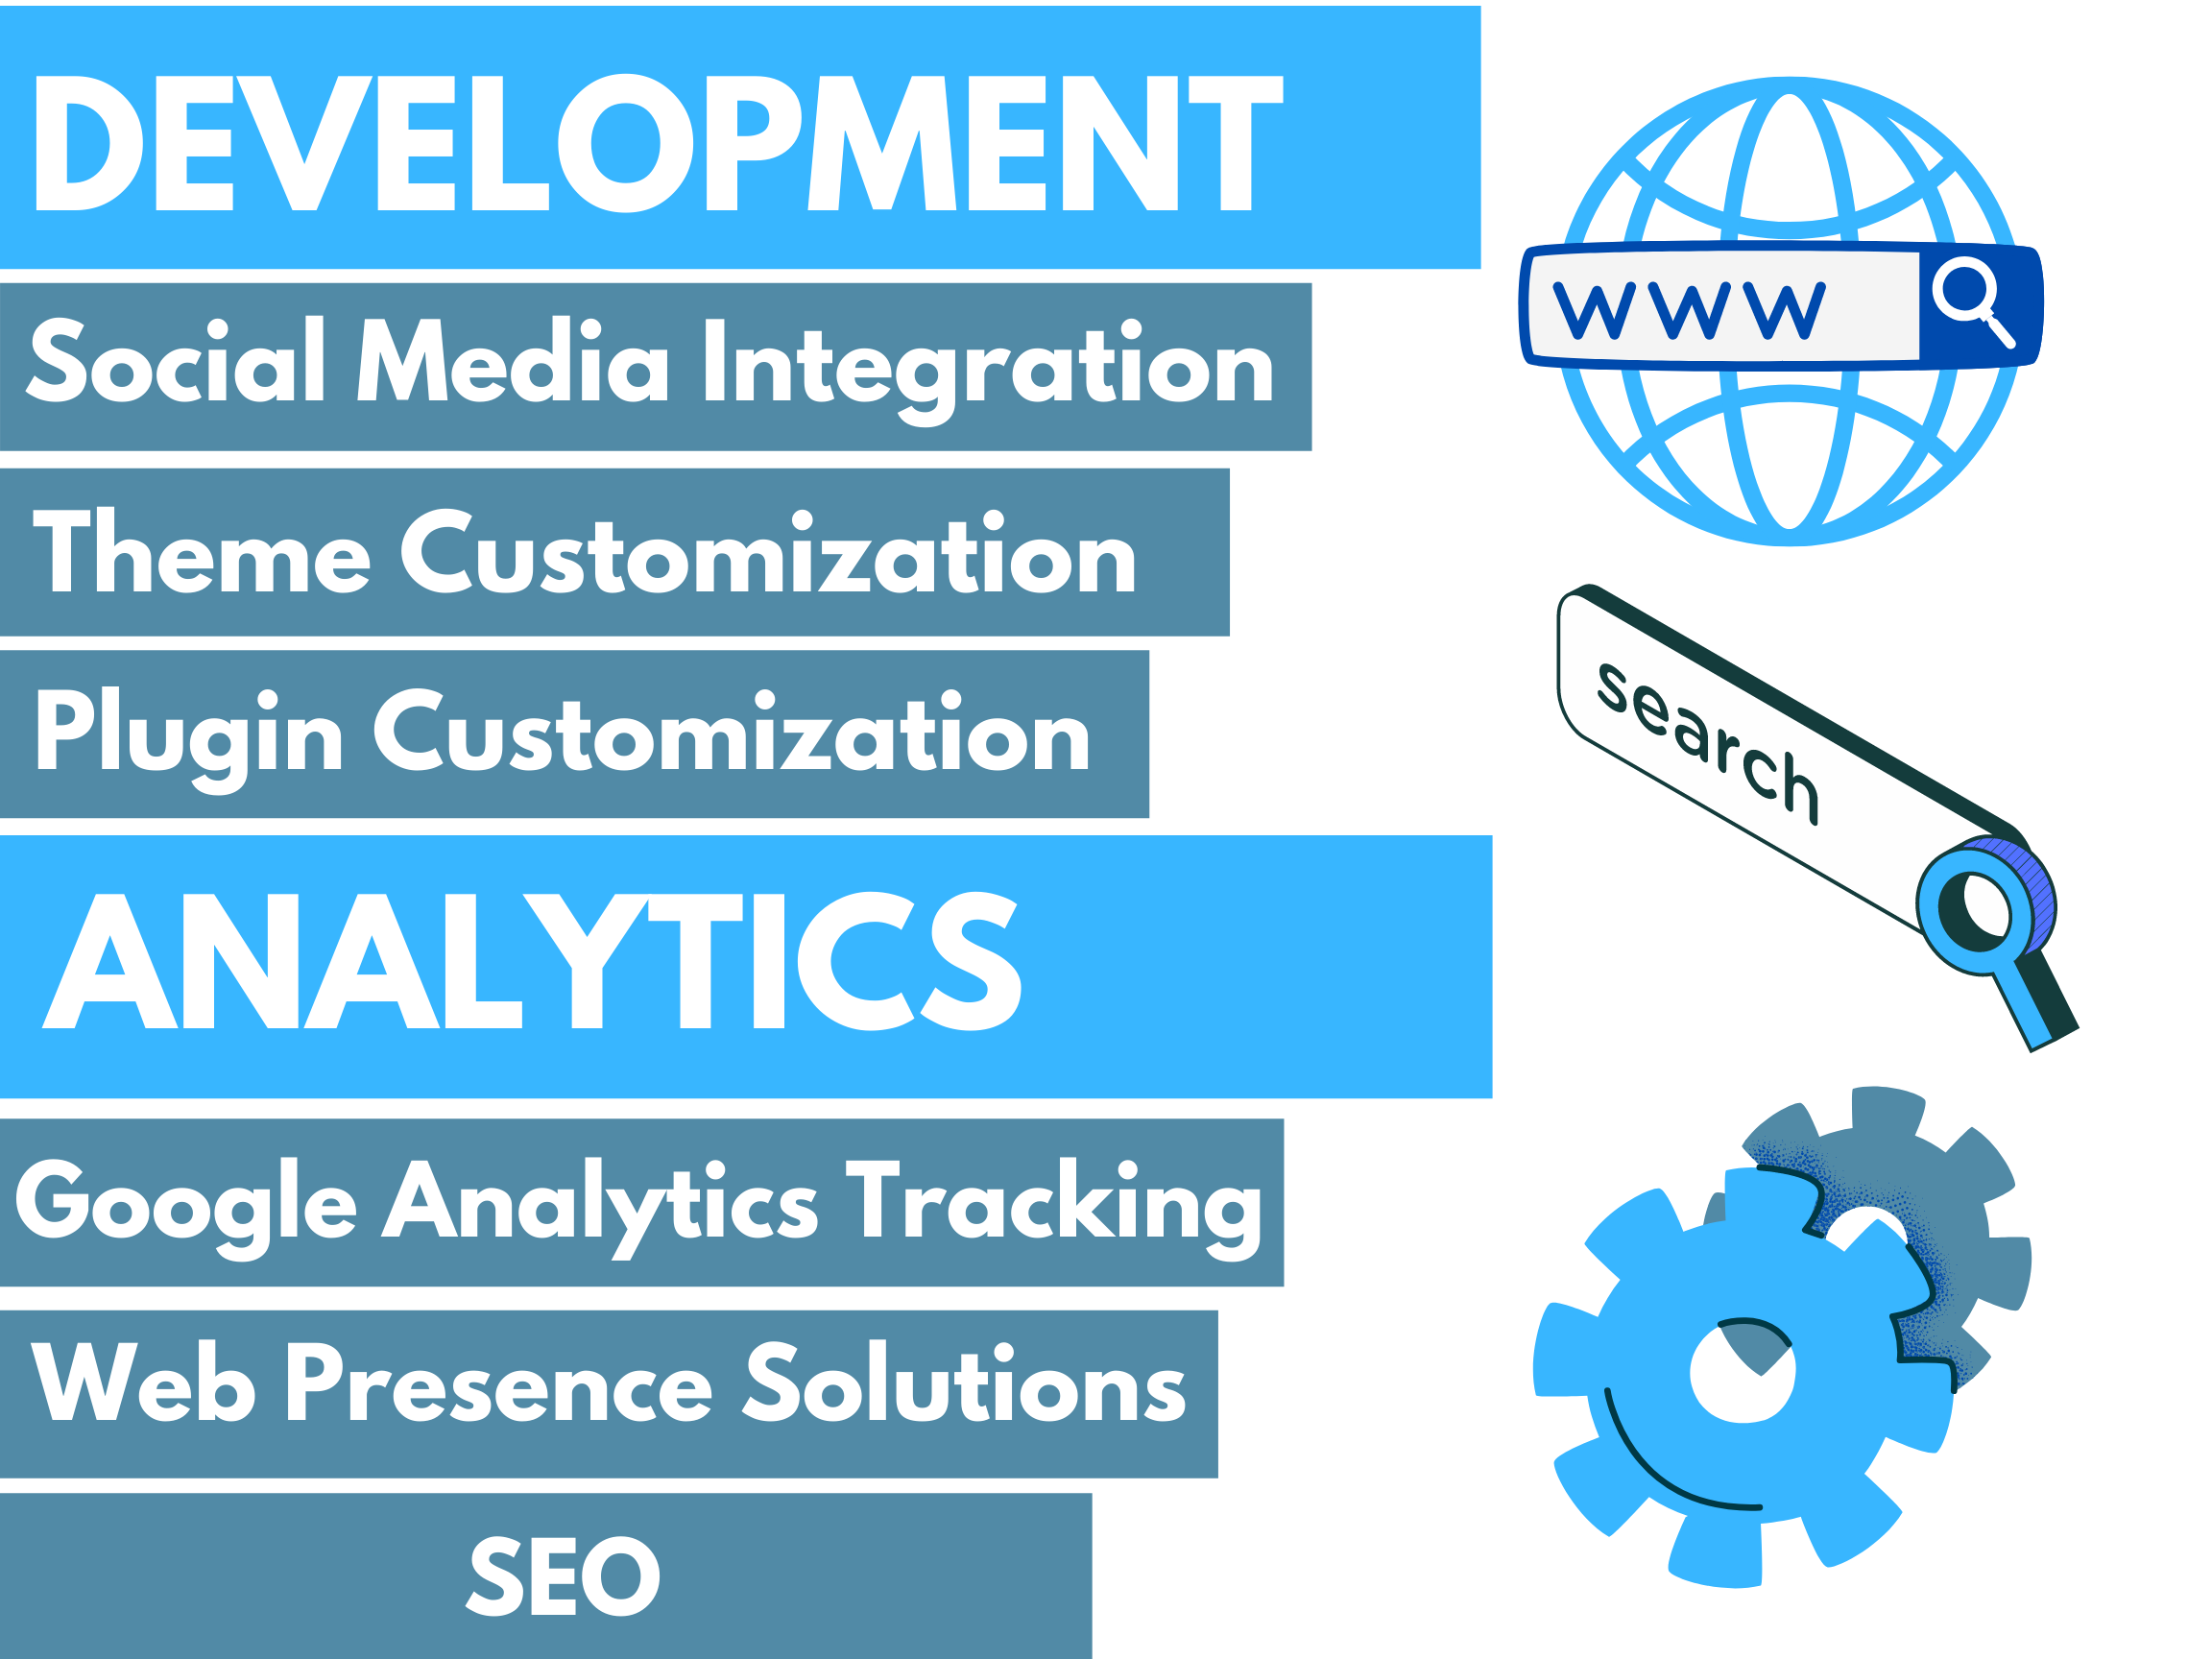 DEVELOPMENT
Social Media Integration
Theme Customization
Plugin Customization
ANALYTICS
Google Analytics Tracking
Web Presence Solutions
SEO
WWW
search